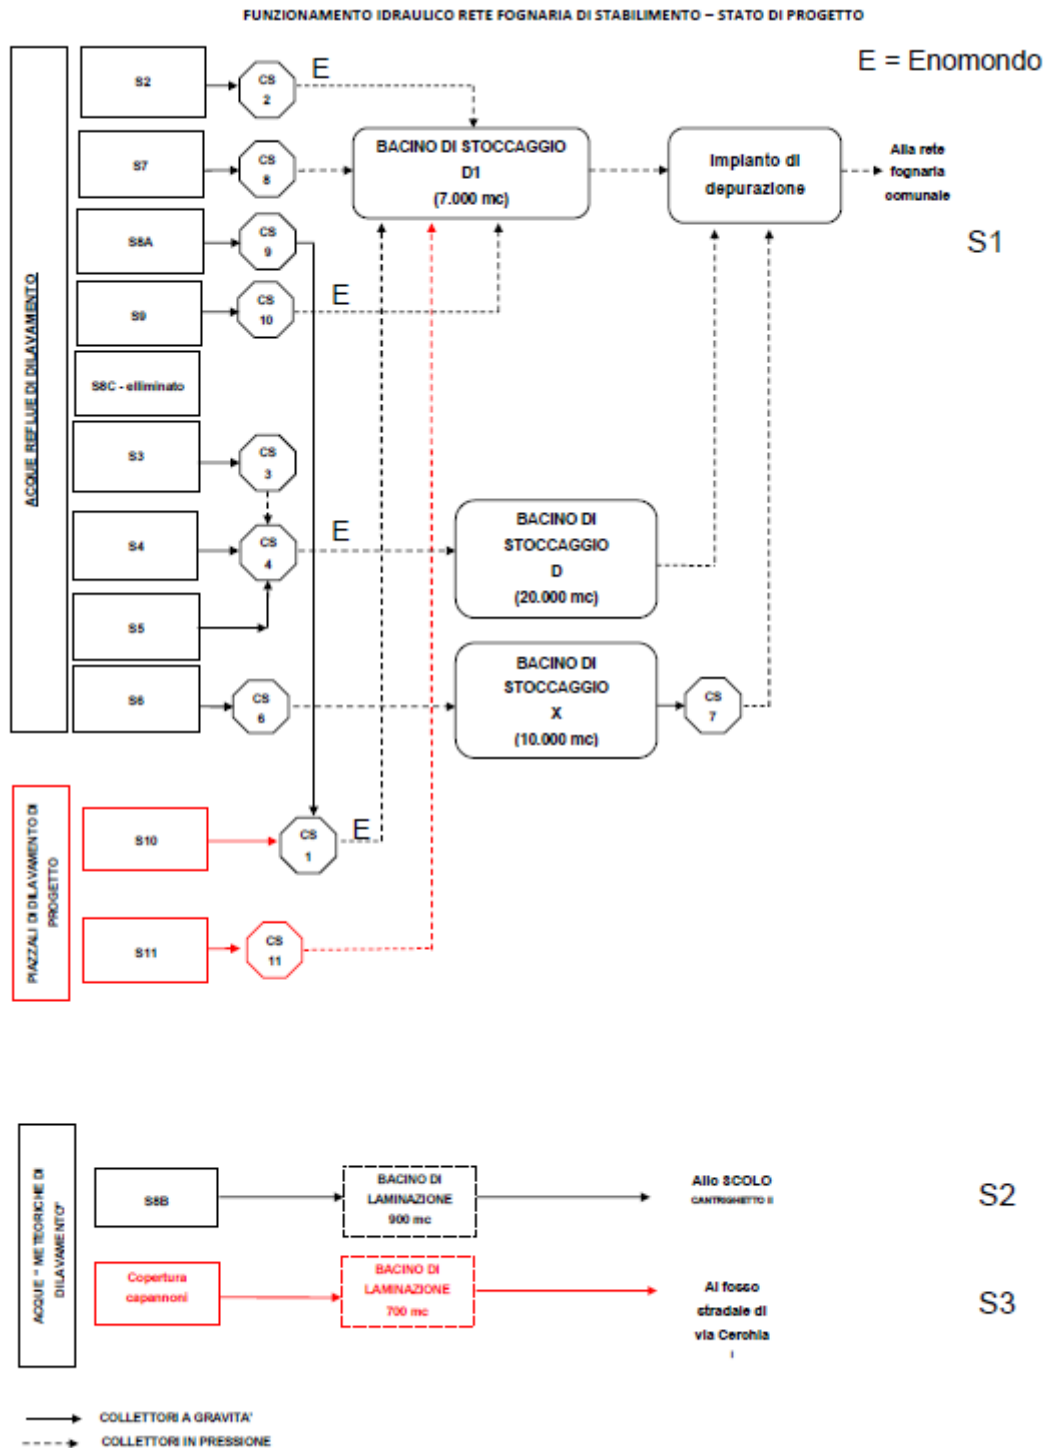 FUNZIONAMENTO IDRAULICO RETE FOGNARIA DI STABILIMENTO – STATO DI PROGETTO
E = Enomondo
ACQUE REFLUE DI DILAVAMENTO
S2
CS
2
E
S7
CS
8
BACINO DI STOCCAGGIO
D1
(7.000 mc)
Impianto di
depurazione
Alla rete
fognaria
comunale
S1
S8A
CS
9
S9
CS
10
E
S8C - elliminato
S3
CS
3
S4
CS
4
E
BACINO DI
STOCCAGGIO
D
(20.000 mc)
S5
S6
CS
6
BACINO DI
STOCCAGGIO
X
(10.000 mc)
CS
7
PIAZZALI DI DILAVAMENTO DI
PROGETTO
S10
CS
1
E
S11
CS
11
ACQUE "METEORICHE DI
DILAVAMENTO"
S8B
BACINO DI
LAMINAZIONE
900 mc
Allo SCOLO
CANTRIGHETTO II
S2
Copertura
capannoni
BACINO DI
LAMINAZIONE
700 mc
Al fosso
stradale di
via Cerchia
S3
COLLETTORI A GRAVITA'
COLLETTORI IN PRESSIONE